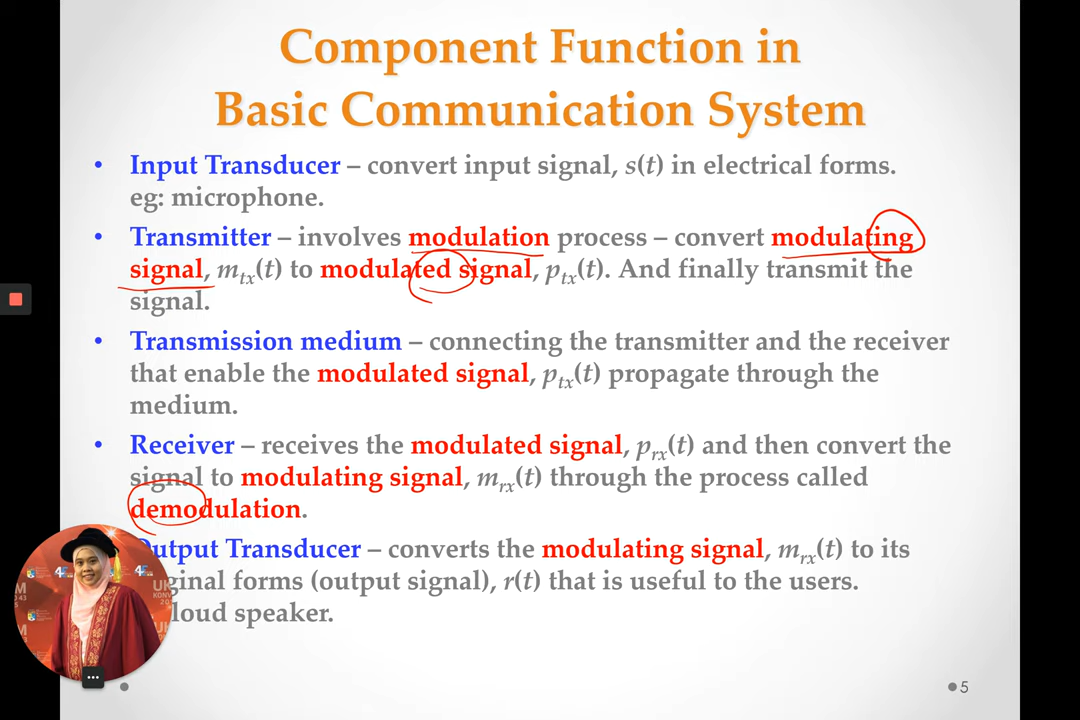 Component Function in
Basic Communication System
• Input Transducer – convert input signal, s(t) in electrical forms.
eg: microphone.
• Transmitter – involves modulation process – convert modulating
signal, mtx(t) to modulated signal, ptx(t). And finally transmit the
signal.
• Transmission medium – connecting the transmitter and the receiver
that enable the modulated signal, ptx(t) propagate through the
medium.
• Receiver – receives the modulated signal, prx(t) and then convert the
signal to modulating signal, mrx(t) through the process called
demodulation.
Output Transducer – converts the modulating signal, mrx(t) to its
ginal forms (output signal), r(t) that is useful to the users.
loud speaker.
5